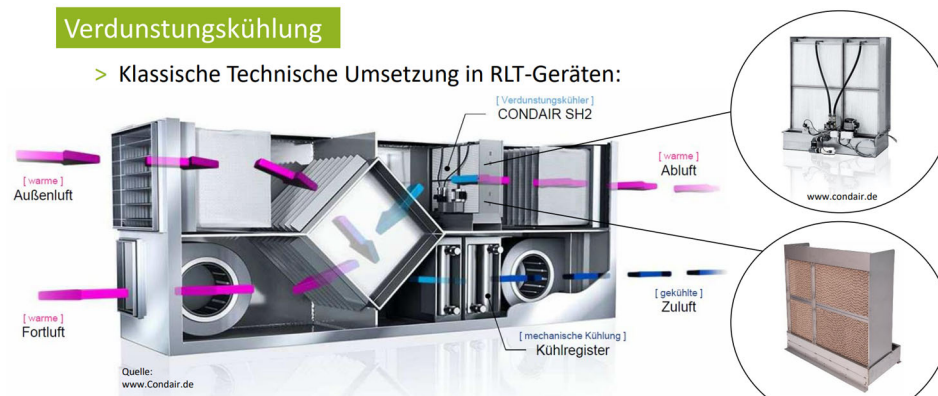 Verdunstungskühlung
> Klassische Technische Umsetzung in RLT-Geräten:
[ Verdunstungskühler ]
CONDAIR SH2
[ warme ]
Außenluft
[ warme ]
Abluft
www.condair.de
[ warme ]
Fortluft
[ gekühlte ]
Zuluft
[ mechanische Kühlung ]
Kühlregister
Quelle:
www.Condair.de